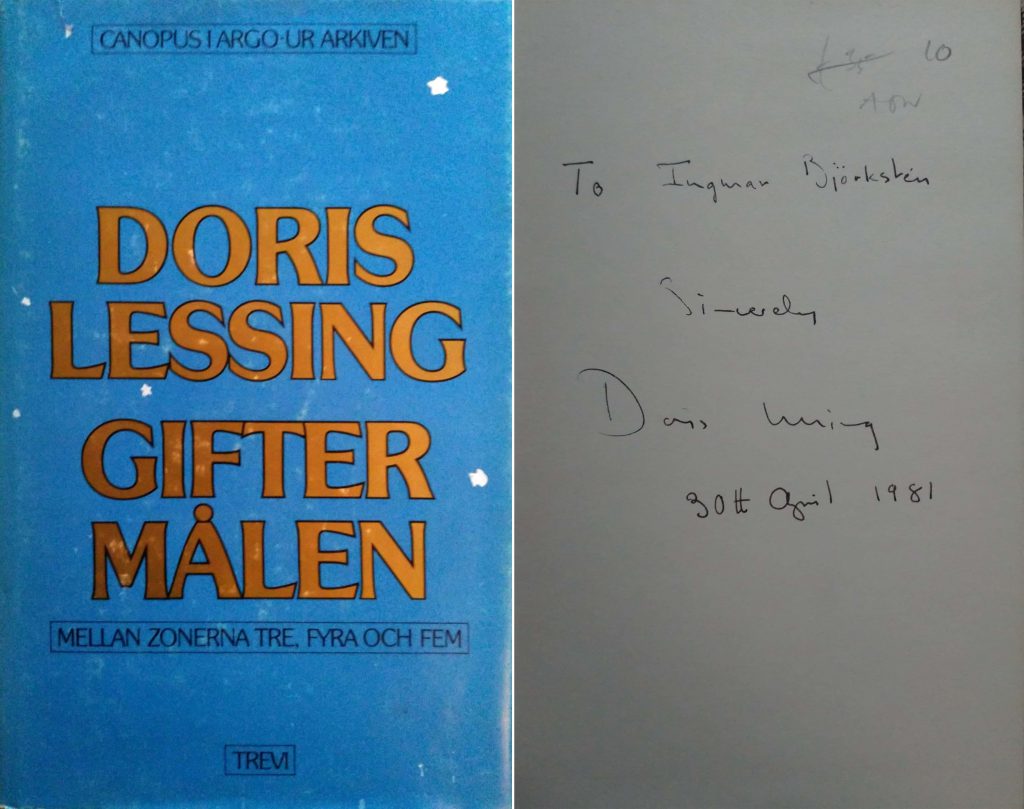 CANOPUS I ARGO-UR ARKIVEN
DORIS
LESSING
GIFTER
MÅLEN
MELLAN ZONERNA TRE, FYRA OCH FEM
TREVI
10
To Ingmar Björkstén
Sincerely
Doris Lessing
30th April 1981